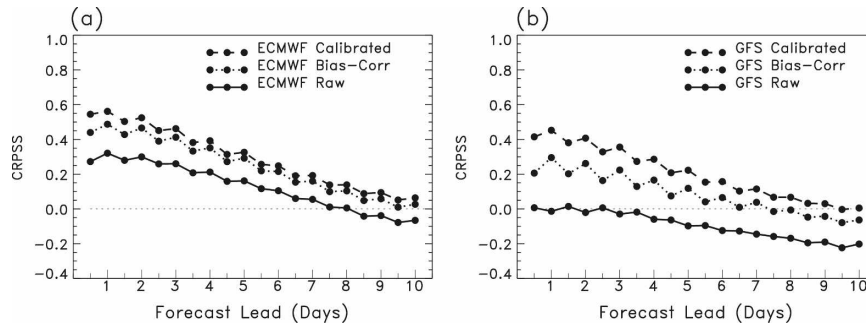 (a)
ECMWF Calibrated
ECMWF Bias-Corr
ECMWF Raw
CRPSS
1.0
0.8
0.6
0.4
0.2
0.0
-0.2
-0.4
1 2 3 4 5 6 7 8 9 10
Forecast Lead (Days)
(b)
GFS Calibrated
GFS Bias-Corr
GFS Raw
CRPSS
1.0
0.8
0.6
0.4
0.2
0.0
-0.2
-0.4
1 2 3 4 5 6 7 8 9 10
Forecast Lead (Days)